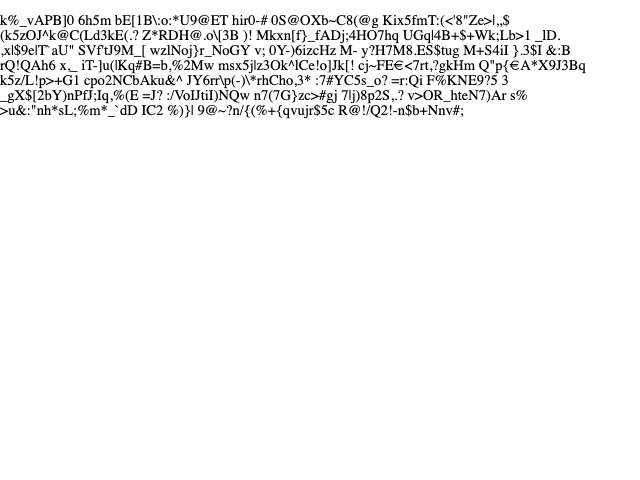 k%_vAPB]0 6h5m bE[1B\:o:*U9@ET hir0-# 0S@OXb~C8(@g Kix5fmT:(<'8"Ze>|,,$
(k5zOJ^k@C(Ld3kE(.? Z*RDH@.o\[3B )! Mkxn[f}_fADj;4HO7hq UGq|4B+$+Wk;Lb>1 _lD.
,x|$9e|T`aU" SVf'tJ9M_[ wzlNoj}r_NoGY v; 0Y-)6izcHz M- y?H7M8.ES$tug M+S4iI }.3$I &:B
rQ!QAh6 x,_ iT-]u(lKq#B=b,%2Mw msx5j|z3Ok^lCe!o]Jk[! cj~FE€<7rt,?gkHm Q"p{€A*X9J3Bq
k5z/L!p>+G1 cpo2NCbAku&^ JY6rr\p(-)\*rhCho,3* :7#YC5s_o? =r:Qi F%KNE9?5 3
_gX$[2bY)nPfJ;Iq,%(E =J? :/VoIJtiI)NQw n7(7G}zc>#gj 7|j)8p2S,.? v>OR_hteN7)Ar s%
>u&:"nh*sL;%m*_`dD IC2 %)}| 9@~?n/{(%+{qvujr$5c R@!/Q2!-n$b+Nnv#;